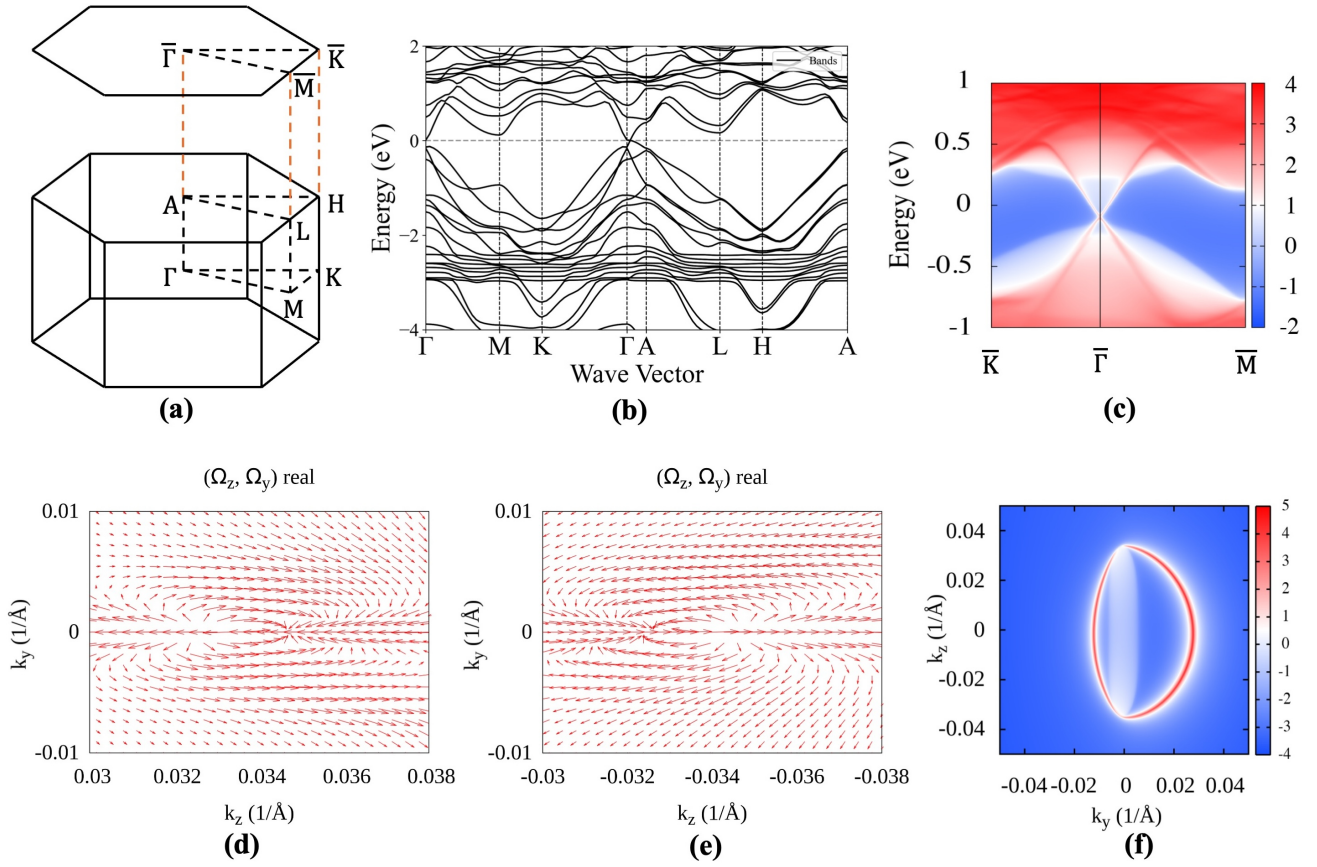 Γ̅
K̅
M̅
A
H
L
Γ
K
M
(a)
2
0
−2
−4
Energy (eV)
Bands
Γ M K Γ A L H A
Wave Vector
(b)
1
0.5
0
-0.5
-1
Energy (eV)
K̅ Γ̅ M̅
4
3
2
1
0
-1
-2
(c)
(Ωz, Ωy) real
0.01
0
-0.01
ky (1/Å)
0.03 0.032 0.034 0.036 0.038
kz (1/Å)
(d)
(Ωz, Ωy) real
0.01
0
-0.01
ky (1/Å)
-0.03 -0.032 -0.034 -0.036 -0.038
kz (1/Å)
(e)
0.04
0.02
0
-0.02
-0.04
kz (1/Å)
-0.04 -0.02 0 0.02 0.04
ky (1/Å)
5
4
3
2
1
0
-1
-2
-3
-4
(f)